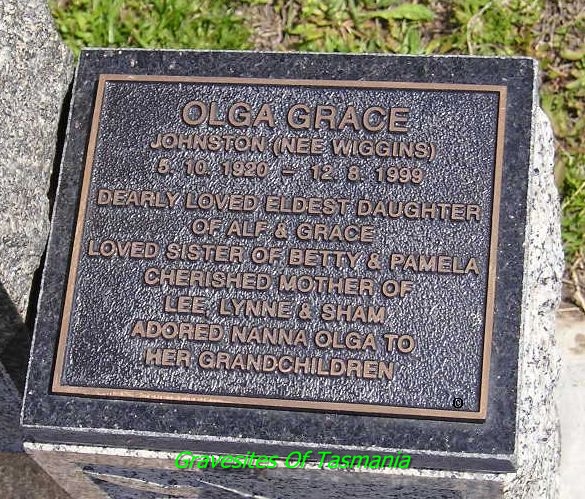 OLGA GRACE
JOHNSTON (NEE WIGGINS)
5. 10. 1920 – 12. 8. 1999
DEARLY LOVED ELDEST DAUGHTER
OF ALF & GRACE
LOVED SISTER OF BETTY & PAMELA
CHERISHED MOTHER OF
LEE, LYNNE & SHAM
ADORED NANNA OLGA TO
HER GRANDCHILDREN
Gravesites Of Tasmania